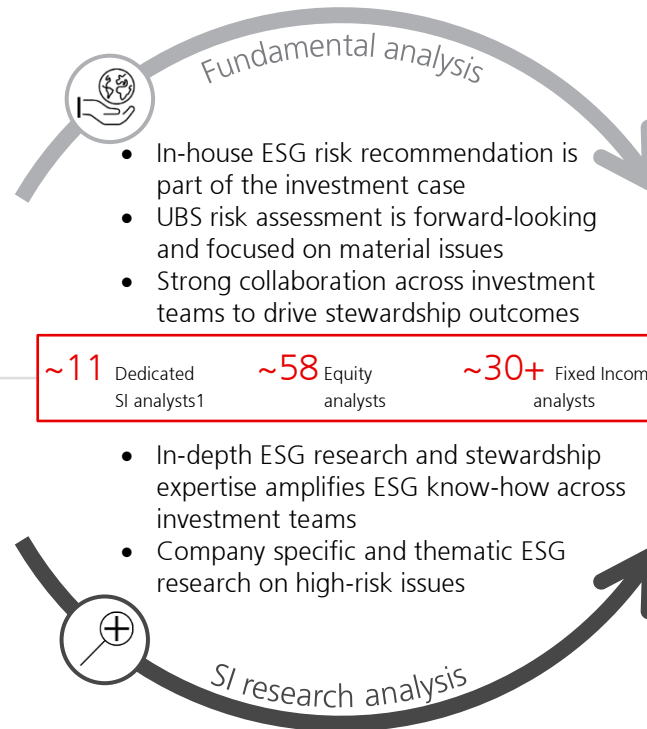 Fundamental analysis
• In-house ESG risk recommendation is
part of the investment case
• UBS risk assessment is forward-looking
and focused on material issues
• Strong collaboration across investment
teams to drive stewardship outcomes
~11 Dedicated
SI analysts1
~58 Equity
analysts
~30+ Fixed Incom
analysts
• In-depth ESG research and stewardship
expertise amplifies ESG know-how across
investment teams
• Company specific and thematic ESG
research on high-risk issues
SI research analysis